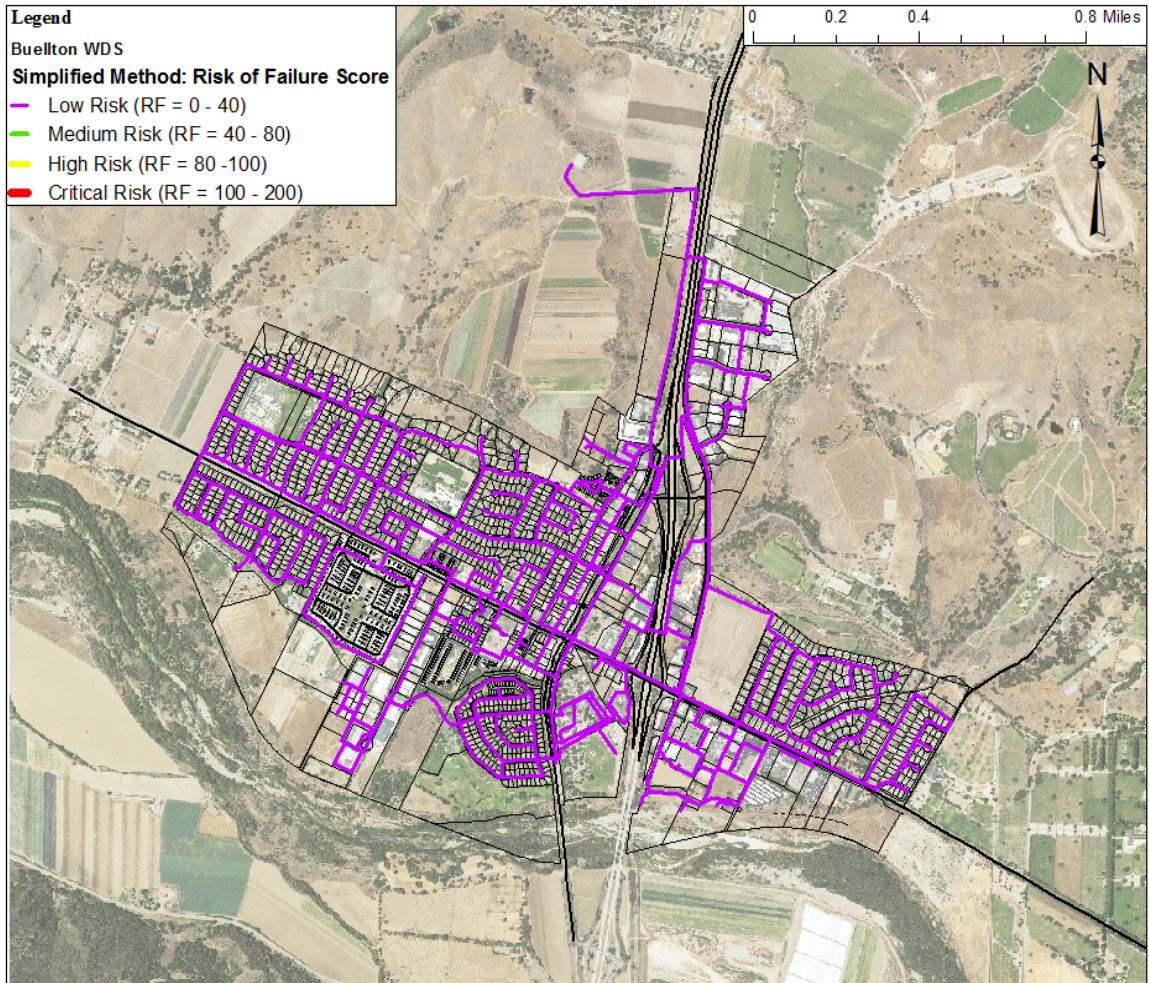 Legend
Buellton WDS
Simplified Method: Risk of Failure Score
Low Risk (RF = 0 - 40)
Medium Risk (RF = 40 - 80)
High Risk (RF = 80 -100)
Critical Risk (RF = 100 - 200)
0 0.2 0.4 0.8 Miles
N